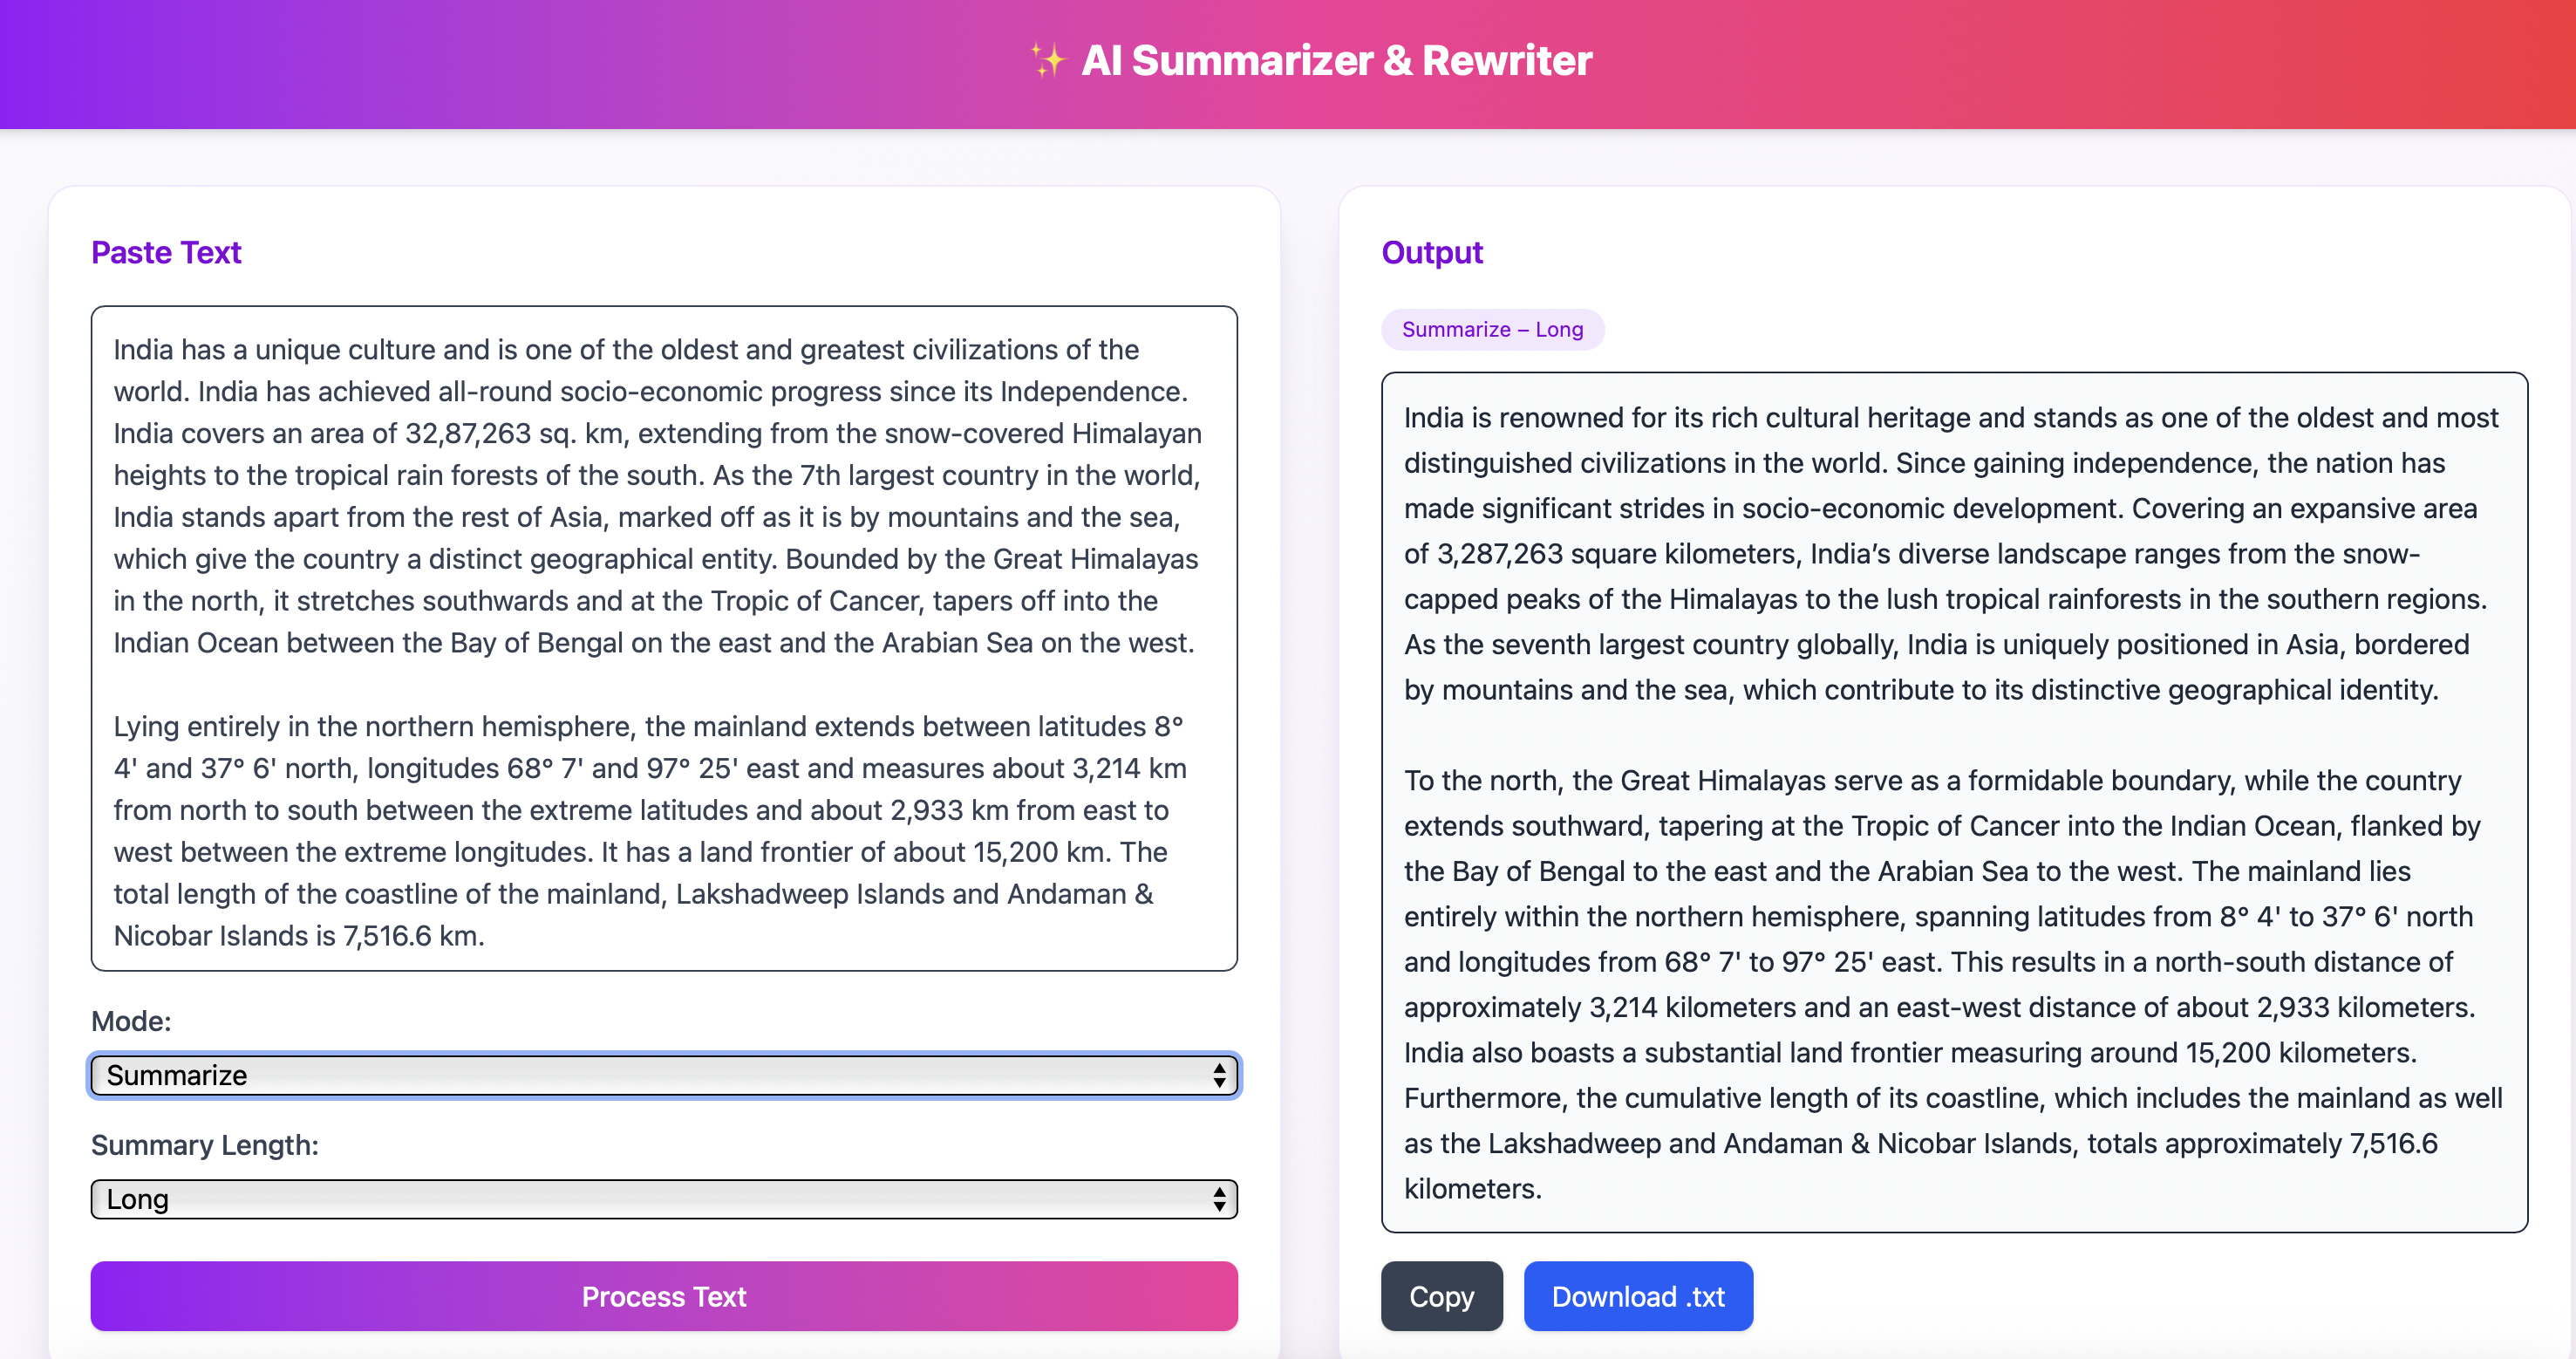 ✨ AI Summarizer & Rewriter
Paste Text
India has a unique culture and is one of the oldest and greatest civilizations of the
world. India has achieved all-round socio-economic progress since its Independence.
India covers an area of 32,87,263 sq. km, extending from the snow-covered Himalayan
heights to the tropical rain forests of the south. As the 7th largest country in the world,
India stands apart from the rest of Asia, marked off as it is by mountains and the sea,
which give the country a distinct geographical entity. Bounded by the Great Himalayas
in the north, it stretches southwards and at the Tropic of Cancer, tapers off into the
Indian Ocean between the Bay of Bengal on the east and the Arabian Sea on the west.
Lying entirely in the northern hemisphere, the mainland extends between latitudes 8°
4' and 37° 6' north, longitudes 68° 7' and 97° 25' east and measures about 3,214 km
from north to south between the extreme latitudes and about 2,933 km from east to
west between the extreme longitudes. It has a land frontier of about 15,200 km. The
total length of the coastline of the mainland, Lakshadweep Islands and Andaman &
Nicobar Islands is 7,516.6 km.
Mode:
Summarize
Summary Length:
Long
Process Text
Output
Summarize – Long
India is renowned for its rich cultural heritage and stands as one of the oldest and most
distinguished civilizations in the world. Since gaining independence, the nation has
made significant strides in socio-economic development. Covering an expansive area
of 3,287,263 square kilometers, India’s diverse landscape ranges from the snow-
capped peaks of the Himalayas to the lush tropical rainforests in the southern regions.
As the seventh largest country globally, India is uniquely positioned in Asia, bordered
by mountains and the sea, which contribute to its distinctive geographical identity.
To the north, the Great Himalayas serve as a formidable boundary, while the country
extends southward, tapering at the Tropic of Cancer into the Indian Ocean, flanked by
the Bay of Bengal to the east and the Arabian Sea to the west. The mainland lies
entirely within the northern hemisphere, spanning latitudes from 8° 4' to 37° 6' north
and longitudes from 68° 7' to 97° 25' east. This results in a north-south distance of
approximately 3,214 kilometers and an east-west distance of about 2,933 kilometers.
India also boasts a substantial land frontier measuring around 15,200 kilometers.
Furthermore, the cumulative length of its coastline, which includes the mainland as well
as the Lakshadweep and Andaman & Nicobar Islands, totals approximately 7,516.6
kilometers.
Copy
Download .txt